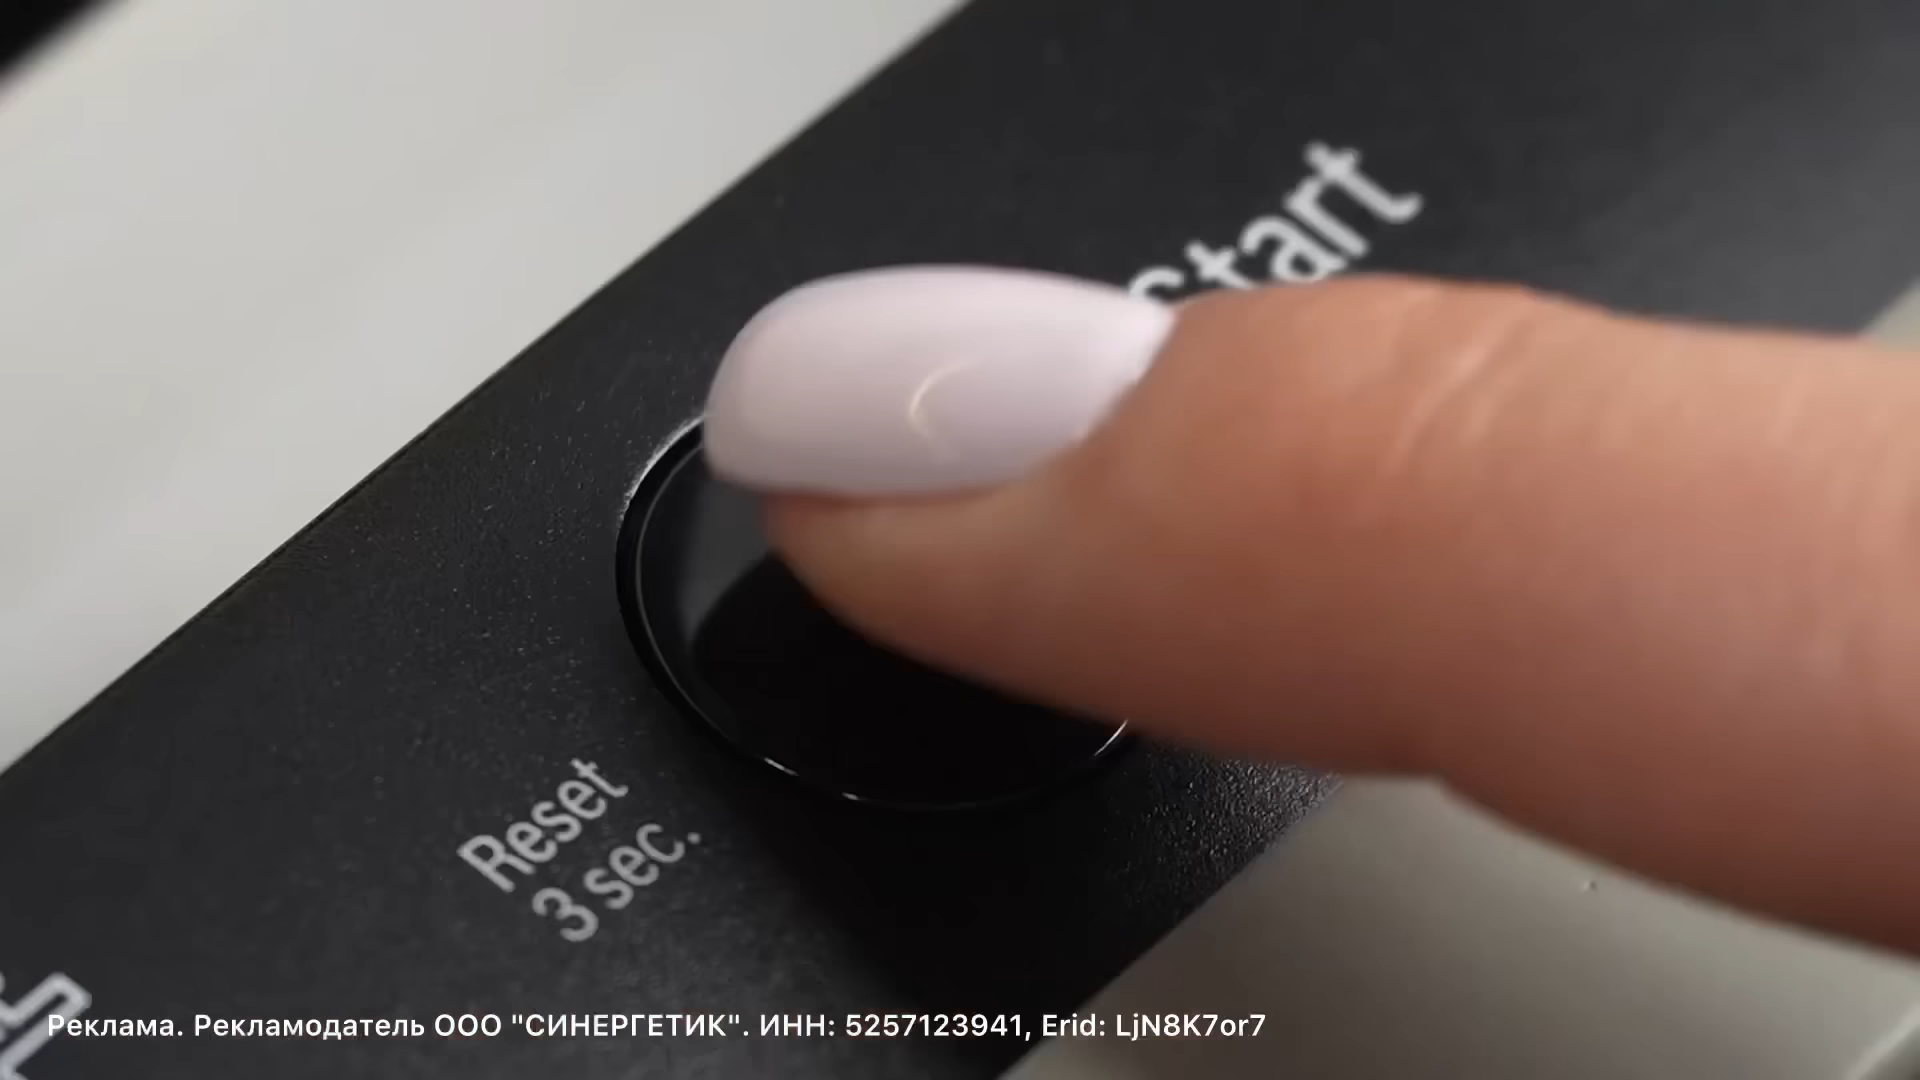 Start
Reset
3 sec.
Реклама. Рекламодатель ООО "СИНЕРГЕТИК". ИНН: 5257123941, Erid: LjN8K7or7